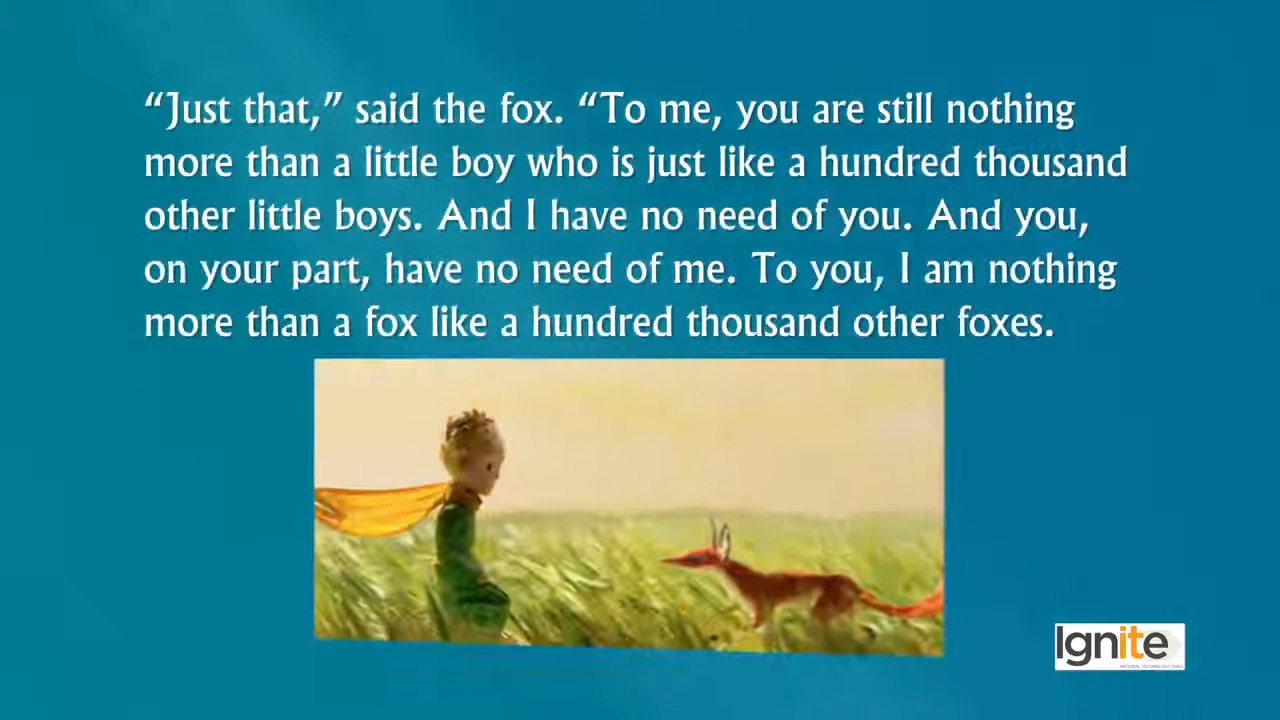 “Just that,” said the fox. “To me, you are still nothing
more than a little boy who is just like a hundred thousand
other little boys. And I have no need of you. And you,
on your part, have no need of me. To you, I am nothing
more than a fox like a hundred thousand other foxes.
Ignite